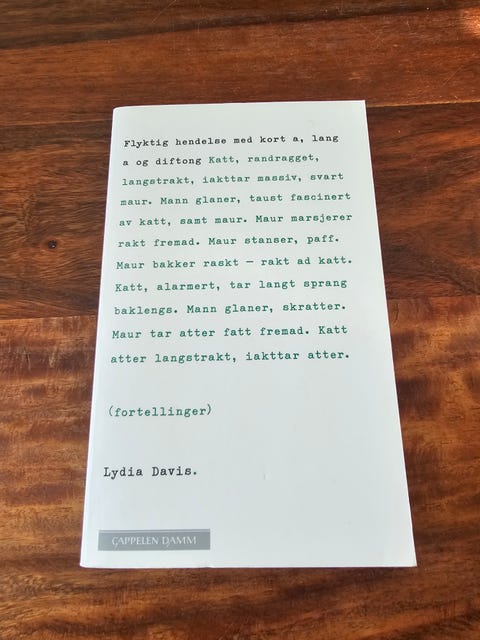 Flyktig hendelse med kort a, lang
a og diftong Katt, randragget,
langstrakt, iakttar massiv, svart
maur. Mann glaner, taust fascinert
av katt, samt maur. Maur marsjerer
rakt fremad. Maur stanser, paff.
Maur bakker raskt — rakt ad katt.
Katt, alarmert, tar langt sprang
baklengs. Mann glaner, skratter.
Maur tar atter fatt fremad. Katt
atter langstrakt, iakttar atter.
(fortellinger)
Lydia Davis.
CAPPELEN DAMM